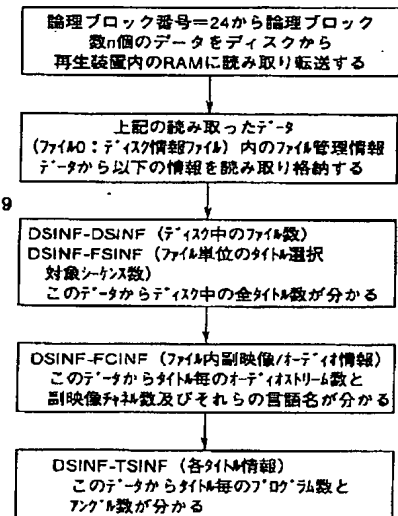 論理ブロック番号＝24から論理ブロック
数n個のデータをディスクから
再生装置内のRAMに読み取り転送する
上記の読み取ったデータ
(ファイル0：ディスク情報ファイル) 内のファイル管理情報
データから以下の情報を読み取り格納する
9
DSINF-DSINF (ディスク中のファイル数)
DSINF-FSINF (ファイル単位のタイトル選択
対象シーケンス数)
このデータからディスク中の全タイトル数が分かる
DSINF-FCINF (ファイル内副映像/オーディオ情報)
このデータからタイトル毎のオーディオストリーム数と
副映像チャネル数及びそれらの言語名が分かる
DSINF-TSINF (各タイトル情報)
このデータからタイトル毎のプログラム数と
アングル数が分かる